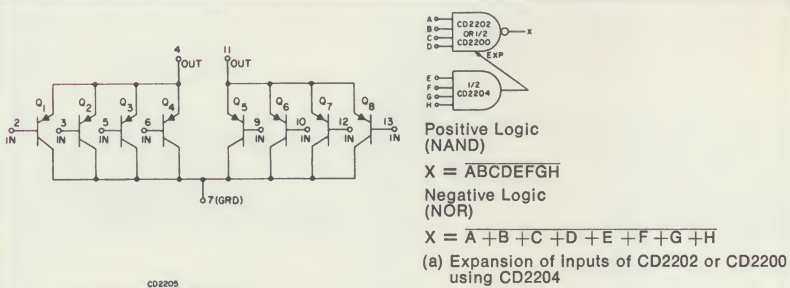 4
OUT
11
OUT
Q1
Q2
Q3
Q4
Q5
Q6
Q7
Q8
2
IN
3
IN
5
IN
6
IN
9
IN
10
IN
12
IN
13
IN
7(GRD)
CD2205
A
B
C
D
CD2202
OR 1/2
CD2200
X
EXP
E
F
G
H
1/2
CD2204
Positive Logic
(NAND)
X = ABCDEFGH
Negative Logic
(NOR)
X = A +B +C +D +E +F +G +H
(a) Expansion of inputs of CD2202 or CD2200
using CD2204